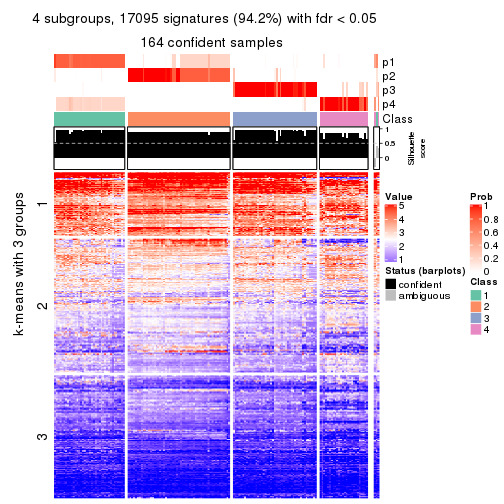 4 subgroups, 17095 signatures (94.2%) with fdr < 0.05
164 confident samples
p1
p2
p3
p4
Class
1
0.5
0
Silhouette
score
k-means with 3 groups
1
2
3
Value
5
4
3
2
1
Status (barplots)
confident
ambiguous
Prob
1
0.8
0.6
0.4
0.2
0
Class
1
2
3
4